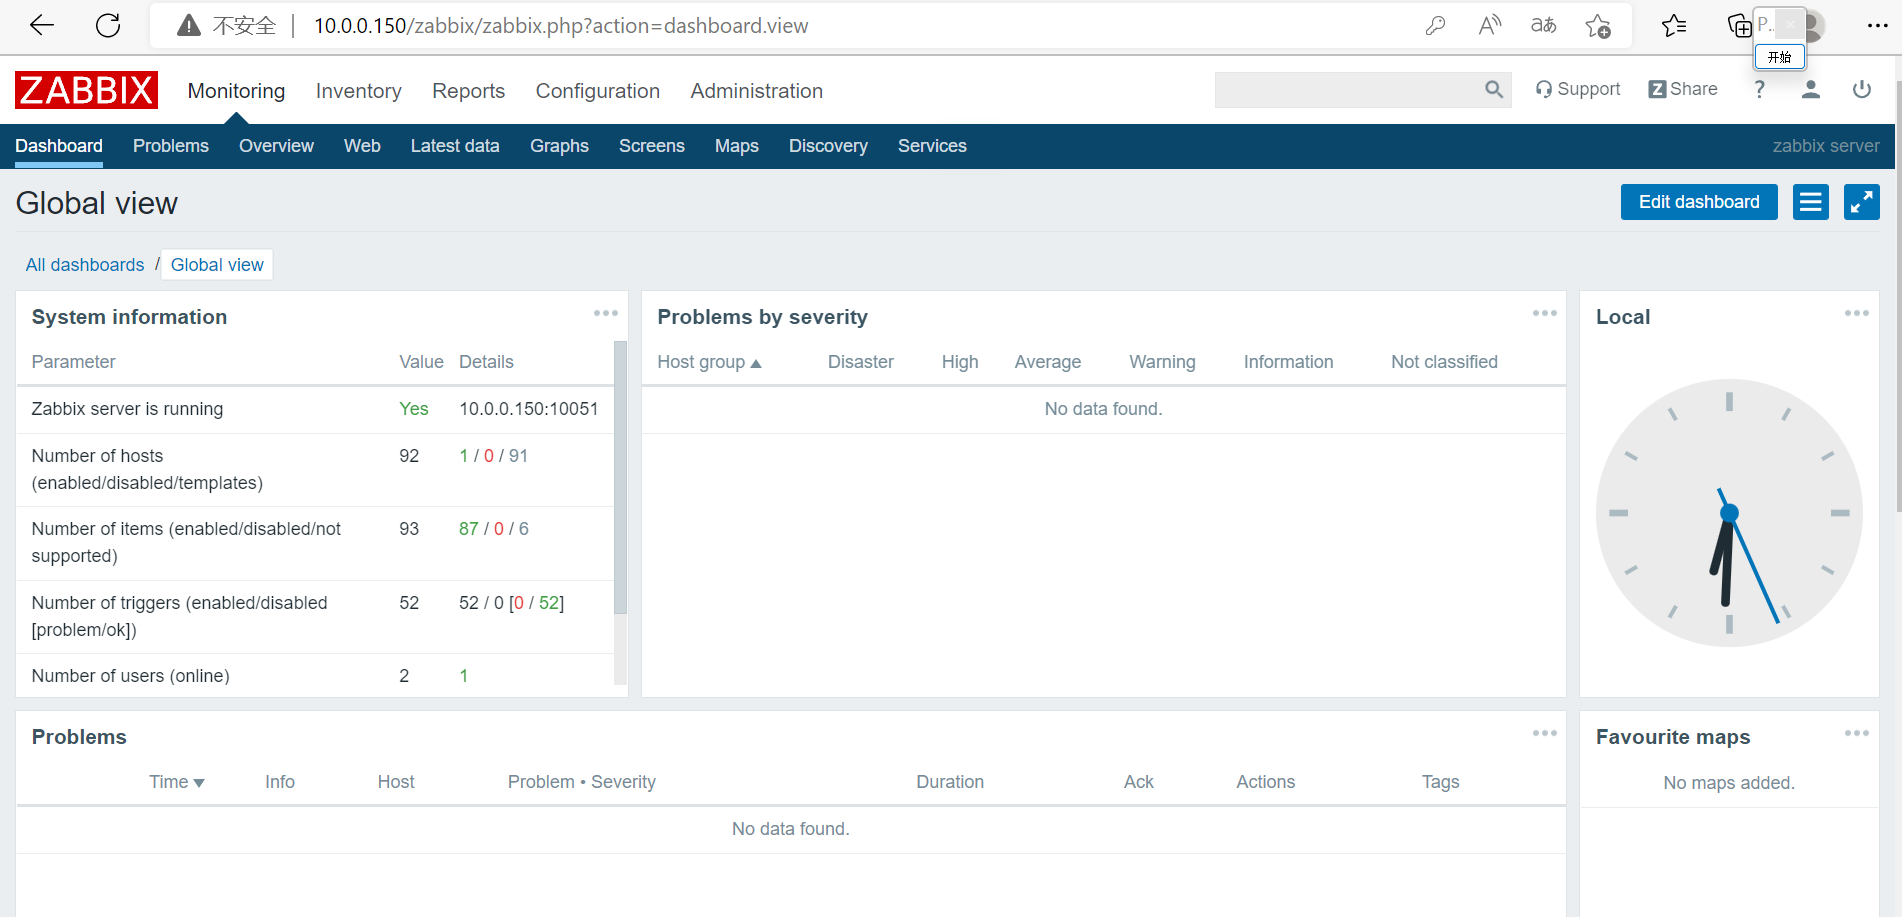 不安全 10.0.0.150/zabbix/zabbix.php?action=dashboard.view aあ P..
开始
ZABBIX Monitoring Inventory Reports Configuration Administration Support Z Share ?
Dashboard Problems Overview Web Latest data Graphs Screens Maps Discovery Services zabbix server
Global view Edit dashboard
All dashboards / Global view
System information
Parameter Value Details
Zabbix server is running Yes 10.0.0.150:10051
Number of hosts 92 1 / 0 / 91
(enabled/disabled/templates)
Number of items (enabled/disabled/not 93 87 / 0 / 6
supported)
Number of triggers (enabled/disabled 52 52 / 0 [0 / 52]
[problem/ok])
Number of users (online) 2 1
Problems by severity
Host group Disaster High Average Warning Information Not classified
No data found.
Local
Problems
Time Info Host Problem • Severity Duration Ack Actions Tags
No data found.
Favourite maps
No maps added.